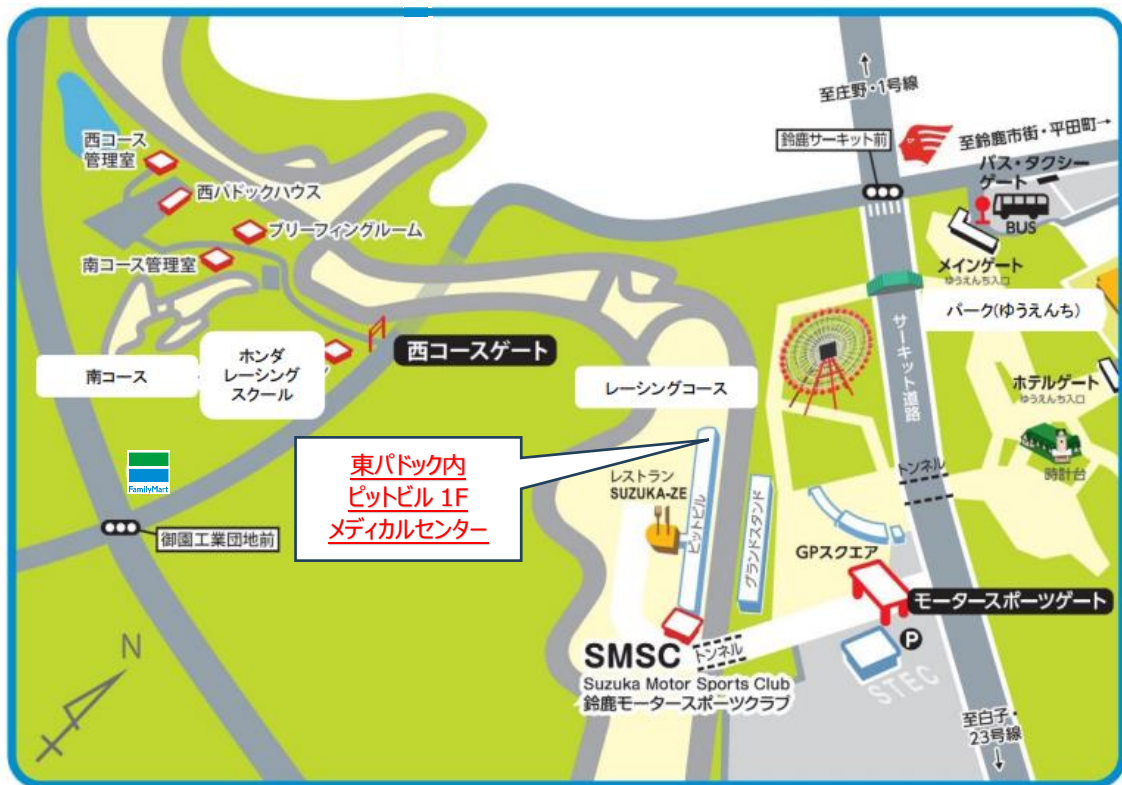 至庄野・1号線
鈴鹿サーキット前
至鈴鹿市街・平田町→
バス・タクシー
ゲート
BUS
メインゲート
ゆうえんち入口
パーク(ゆうえんち)
西コース
管理室
西パドックハウス
ブリーフィングルーム
南コース管理室
西コースゲート
南コース
ホンダ
レーシング
スクール
レーシングコース
サーキット道路
ホテルゲート
ゆうえんち入口
時計台
トンネル
FamilyMart
御園工業団地前
東パドック内
ピットビル 1F
メディカルセンター
レストラン
SUZUKA-ZE
ピットビル
グランドスタンド
GPスクエア
モータースポーツゲート
P
STEC
SMSC
トンネル
Suzuka Motor Sports Club
鈴鹿モータースポーツクラブ
至白子・
23号線
N